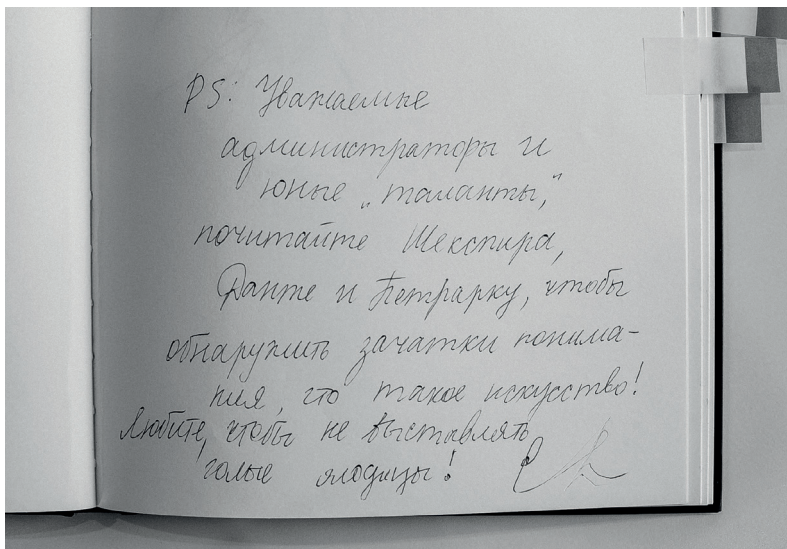 PS: Уважаемые
администраторы и
юные „таланты,"
почитайте Шекспира,
Данте и Петрарку, чтобы
обнаружить зачатки понима-
ния, что такое искусство!
Любите, чтобы не выставлять
голые ягодицы!